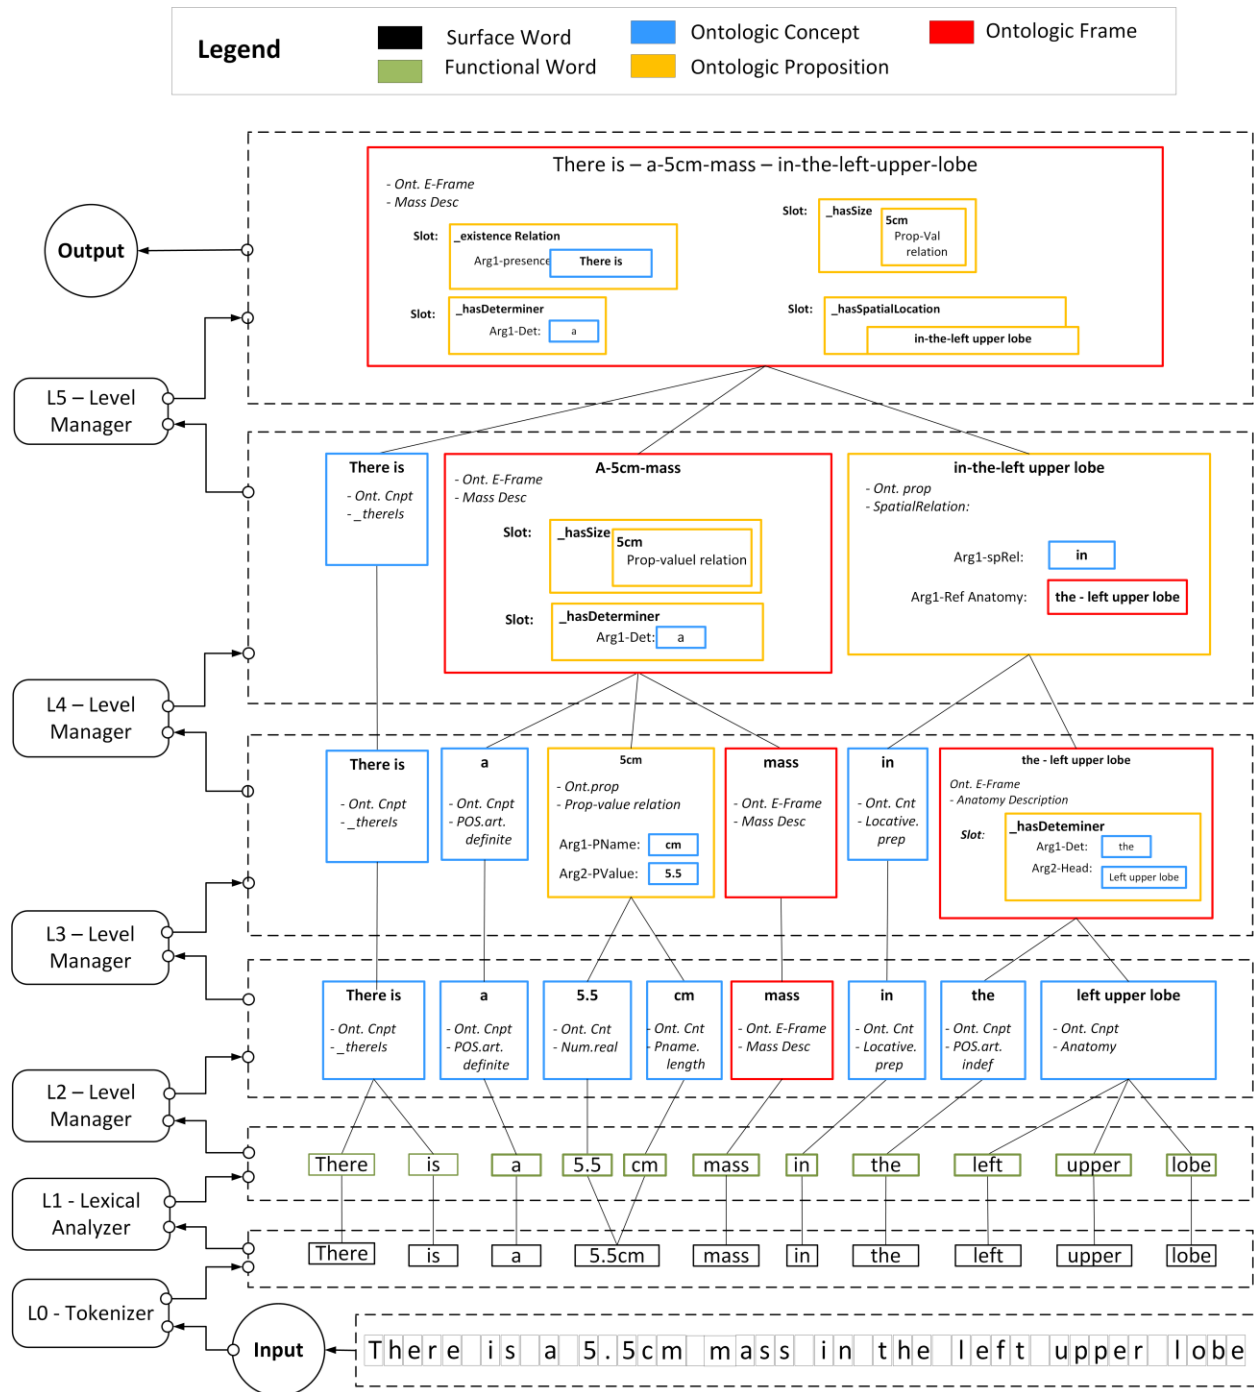 Legend
Surface Word
Functional Word
Ontologic Concept
Ontologic Proposition
Ontologic Frame
There is – a-5cm-mass – in-the-left-upper-lobe
- Ont. E-Frame
- Mass Desc
Slot:
_existence Relation
Arg1-presence
There is
Slot:
_hasSize
5cm
Prop-Val
relation
Slot:
_hasDeterminer
Arg1-Det:
a
Slot:
_hasSpatialLocation
in-the-left upper lobe
Output
L5 – Level
Manager
There is
- Ont. Cnpt
- _thereIs
A-5cm-mass
- Ont. E-Frame
- Mass Desc
Slot:
_hasSize
5cm
Prop-valuel relation
Slot:
_hasDeterminer
Arg1-Det:
a
in-the-left upper lobe
- Ont. prop
- SpatialRelation:
Arg1-spRel:
in
Arg1-Ref Anatomy:
the - left upper lobe
L4 – Level
Manager
There is
- Ont. Cnpt
- _thereIs
a
- Ont. Cnpt
- POS.art.
definite
5cm
- Ont.prop
- Prop-value relation
Arg1-PName:
cm
Arg2-PValue:
5.5
mass
- Ont. E-Frame
- Mass Desc
in
- Ont. Cnt
- Locative.
prep
the - left upper lobe
Ont. E-Frame
- Anatomy Description
Slot:
_hasDeteminer
Arg1-Det:
the
Arg2-Head:
Left upper lobe
L3 – Level
Manager
There is
- Ont. Cnpt
- _thereIs
a
- Ont. Cnpt
- POS.art.
definite
5.5
- Ont. Cnt
- Num.real
cm
- Ont. Cnt
- Pname.
length
mass
- Ont. E-Frame
- Mass Desc
in
- Ont. Cnt
- Locative.
prep
the
- Ont. Cnpt
- POS.art.
indef
left upper lobe
- Ont. Cnpt
- Anatomy
L2 – Level
Manager
There is a 5.5 cm mass in the left upper lobe
L1 - Lexical
Analyzer
There is a 5.5cm mass in the left upper lobe
L0 - Tokenizer
Input
There is a 5.5cm mass in the left upper lobe